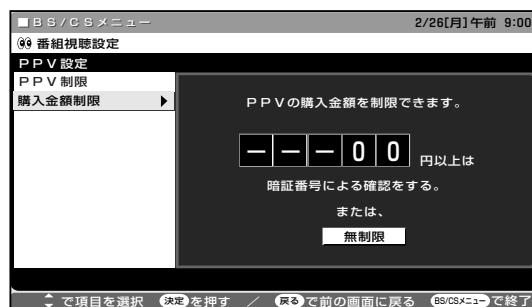 ■BS/CSメニュー 2/26[月]午前 9:00
番組視聴設定
PPV設定
PPV制限
購入金額制限
PPVの購入金額を制限できます。
---00円以上は
暗証番号による確認をする。
または、
無制限
で項目を選択 決定を押す / 戻るで前の画面に戻る BS/CSメニューで終了